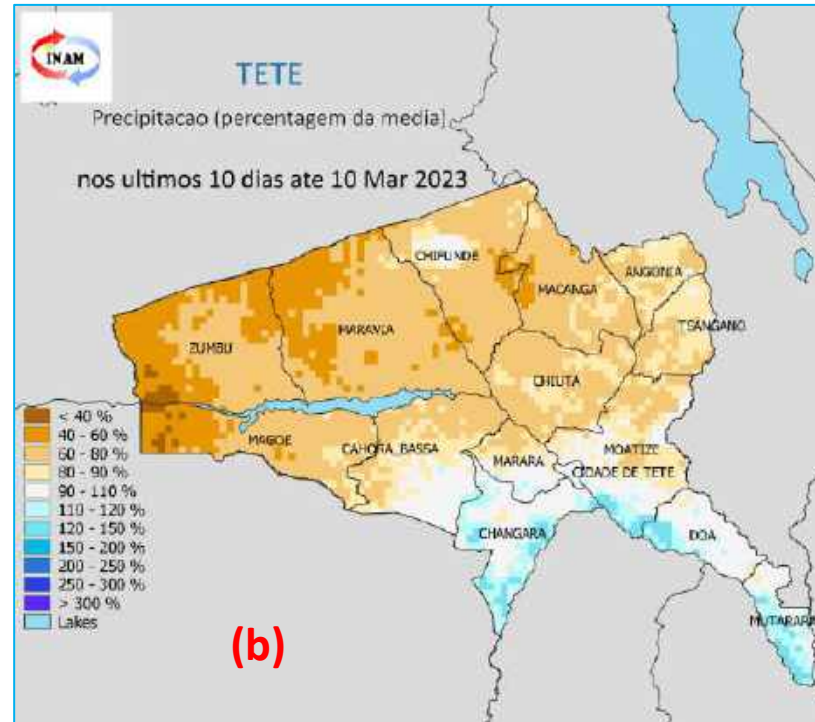 INAM
TETE
Precipitacao (percentagem da media)
nos ultimos 10 dias ate 10 Mar 2023
CHIFUNDE
ANGONIA
MACANGA
TSANGANO
MARAVIA
ZUMBU
CHIUTA
MAGOE
CAHORA_BASSA
MOATIZE
MARARA
CIDADE DE TETE
CHANGARA
DOA
MUTARARA
< 40 %
40 - 60 %
60 - 80 %
80 - 90 %
90 - 110 %
110 - 120 %
120 - 150 %
150 - 200 %
200 - 250 %
250 - 300 %
> 300 %
Lakes
(b)